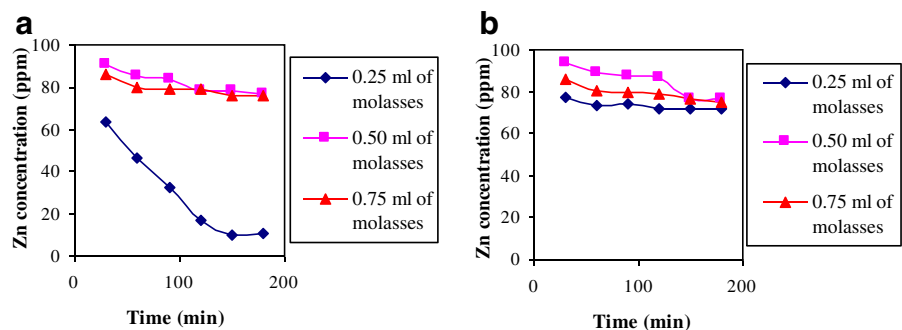 a
Zn concentration (ppm)
100
80
60
40
20
0
0
100
200
Time (min)
0.25 ml of
molasses
0.50 ml of
molasses
0.75 ml of
molasses
b
Zn concentration (ppm)
100
80
60
40
20
0
0
100
200
Time (min)
0.25 ml of
molasses
0.50 ml of
molasses
0.75 ml of
molasses